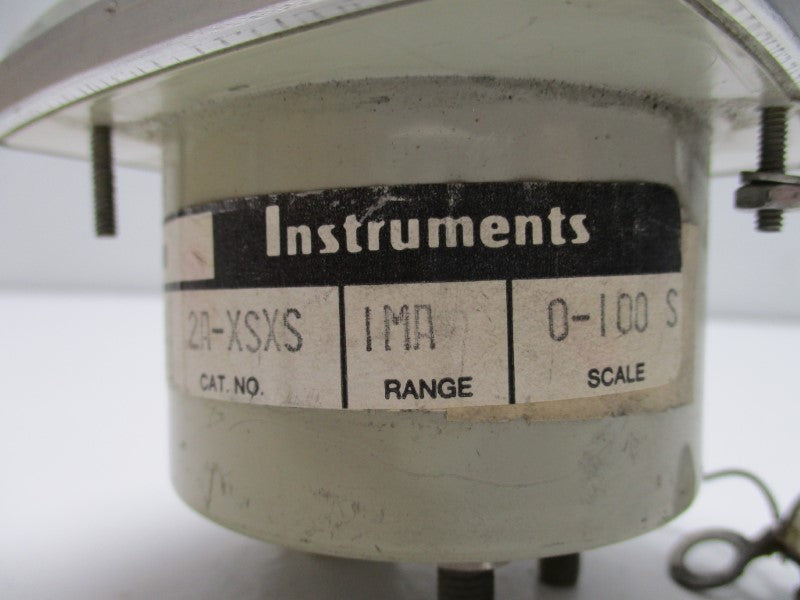 Instruments
2A-XSXS 1MA 0-100 S
CAT. NO. RANGE SCALE